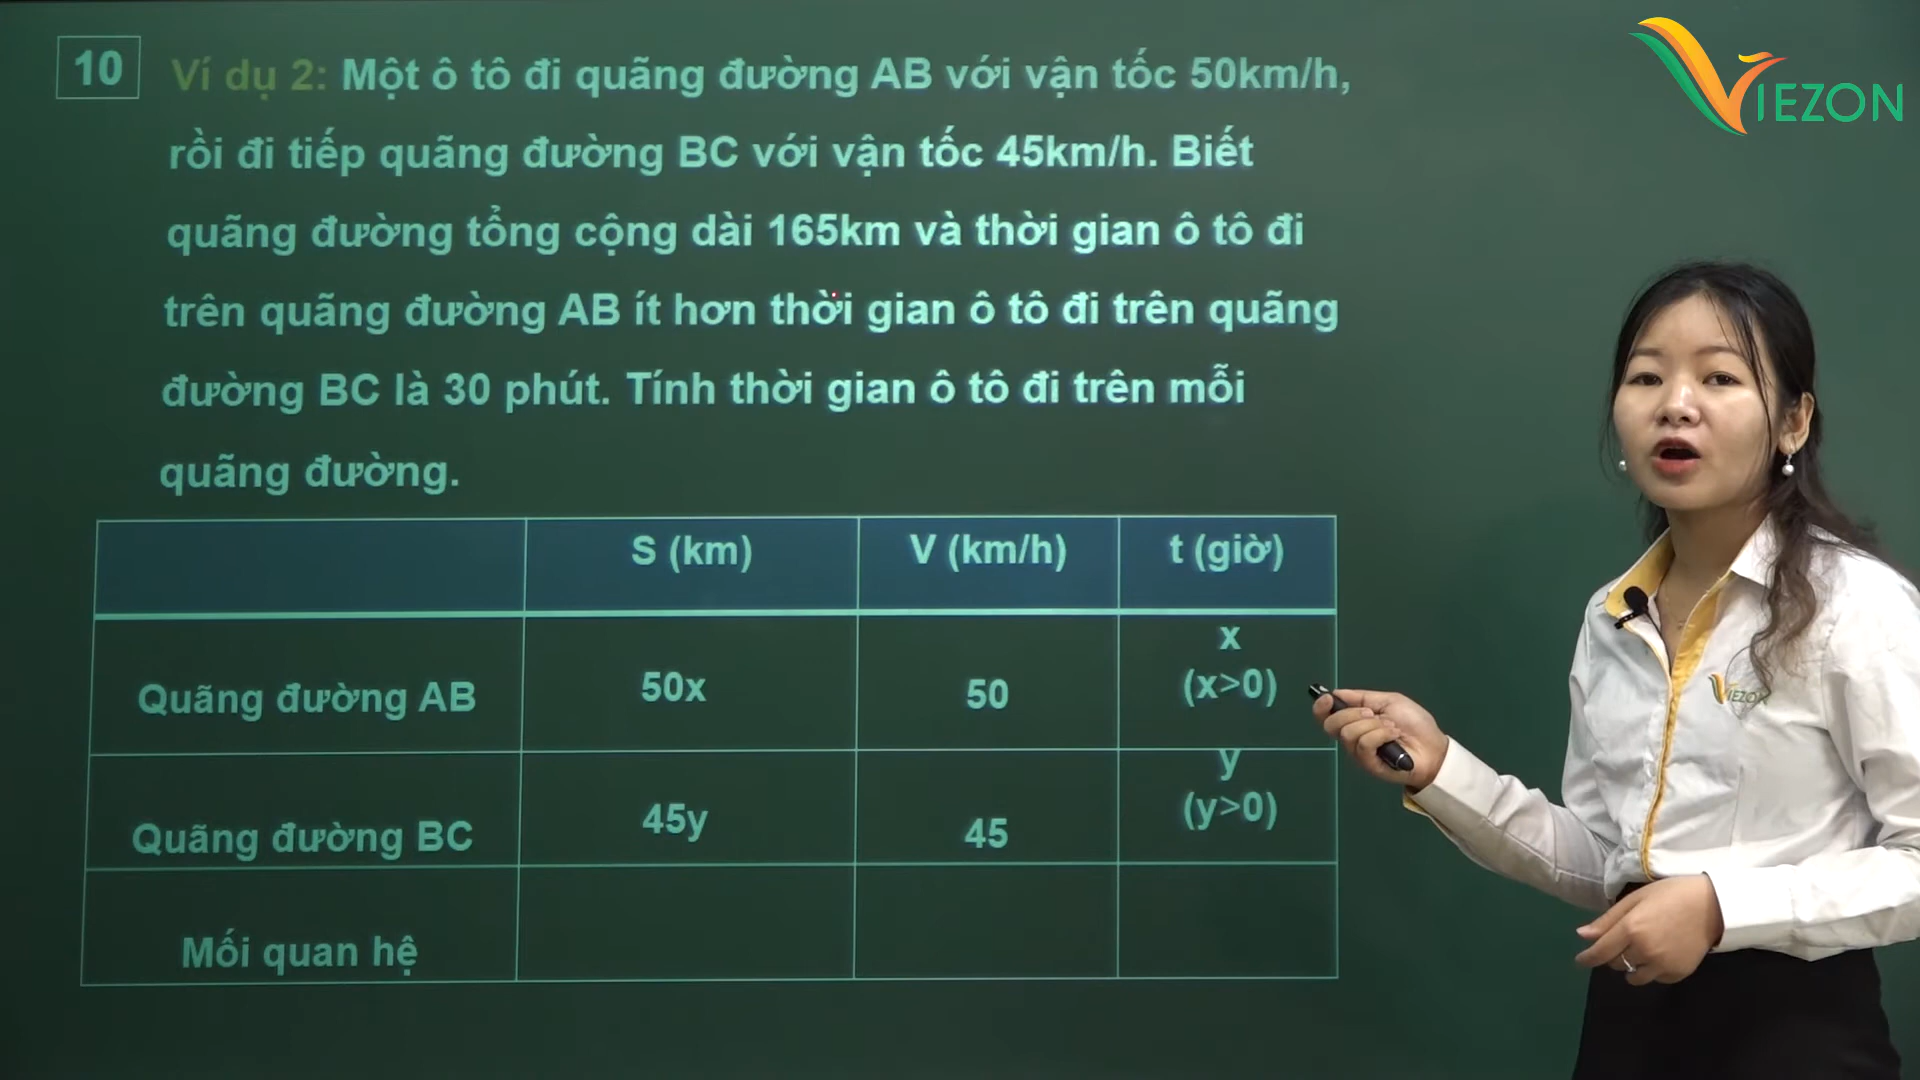 VIEZON
10
Ví dụ 2: Một ô tô đi quãng đường AB với vận tốc 50km/h,
rồi đi tiếp quãng đường BC với vận tốc 45km/h. Biết
quãng đường tổng cộng dài 165km và thời gian ô tô đi
trên quãng đường AB ít hơn thời gian ô tô đi trên quãng
đường BC là 30 phút. Tính thời gian ô tô đi trên mỗi
quãng đường.
S (km) V (km/h) t (giờ)
Quãng đường AB 50x 50 x
(x>0)
Quãng đường BC 45y 45 y
(y>0)
Mối quan hệ
VIEZON